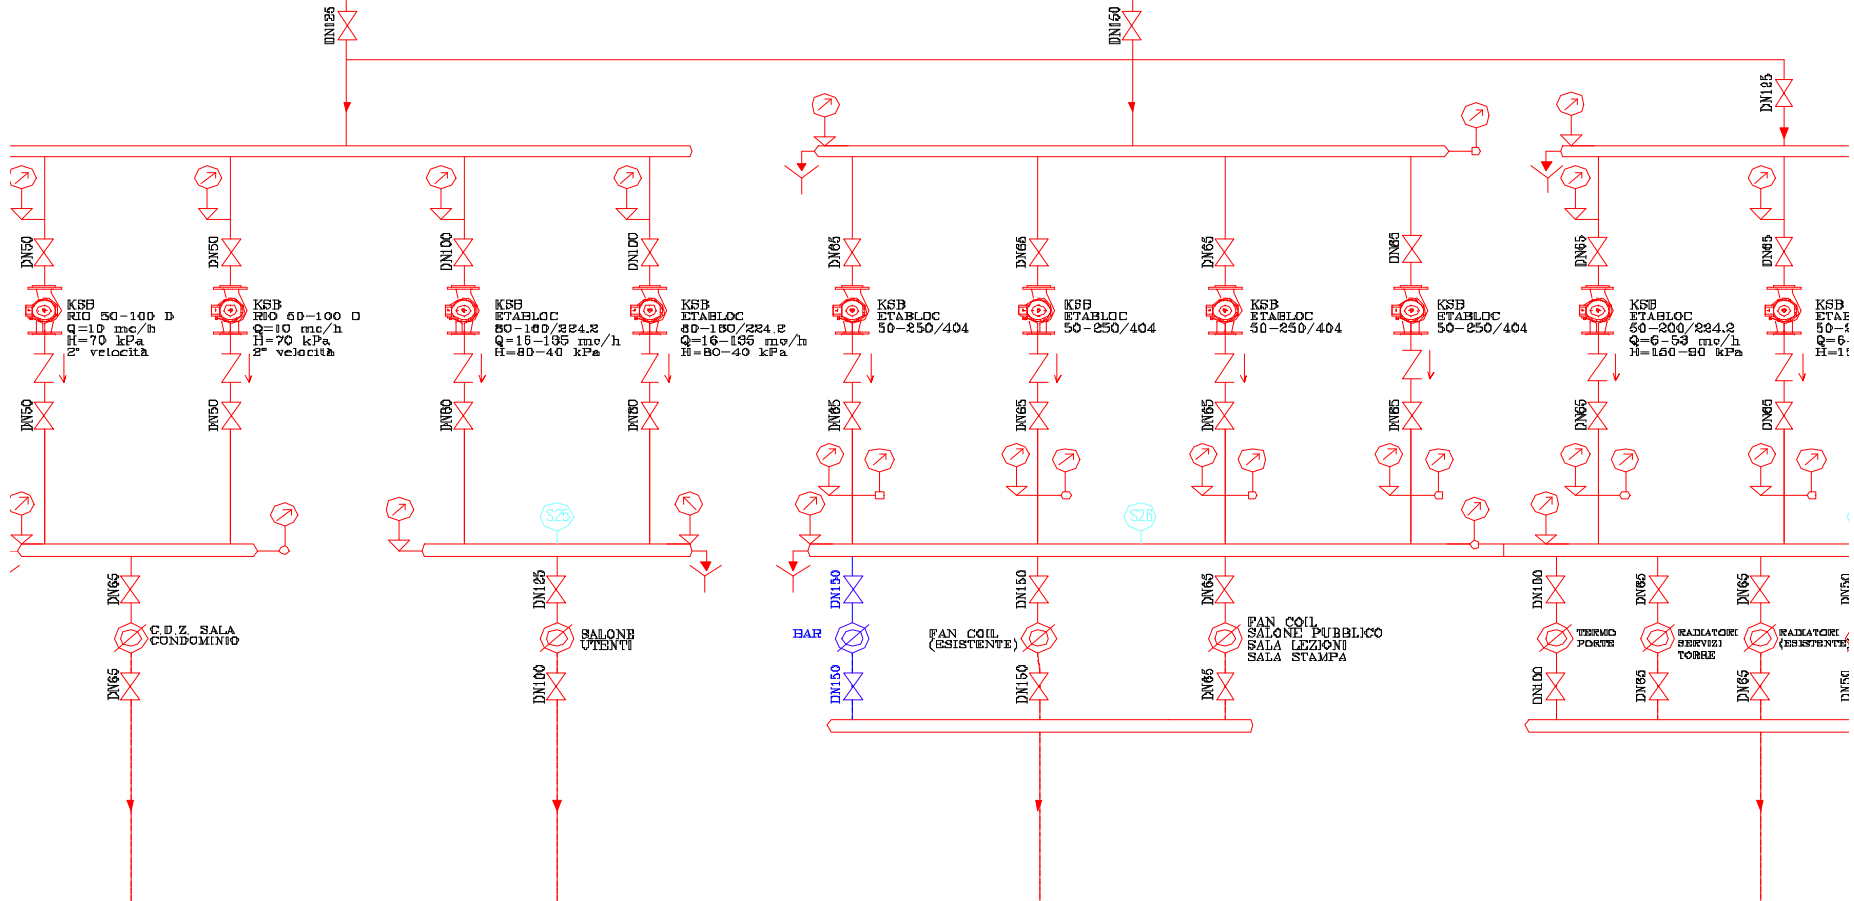 DN125
DN150
DN125
DN50
DN50
DN100
DN100
DN65
DN65
DN65
DN65
DN65
DN65
KSB
RIO 50-100 D
Q=10 mc/h
H=70 kPa
2° velocità
KSB
RIO 50-100 D
Q=10 mc/h
H=70 kPa
2° velocità
KSB
ETABLOC
80-160/224.2
Q=16-135 mc/h
H=80-40 kPa
KSB
ETABLOC
80-160/224.2
Q=16-135 mc/h
H=80-40 kPa
KSB
ETABLOC
50-250/404
KSB
ETABLOC
50-250/404
KSB
ETABLOC
50-250/404
KSB
ETABLOC
50-250/404
KSB
ETABLOC
50-200/224.2
Q=6-53 mc/h
H=150-90 kPa
KSB
DN50
DN50
DN80
DN80
DN65
DN65
DN65
DN65
DN65
DN65
S25
S26
DN65
DN125
DN150
DN150
DN65
DN100
DN65
DN65
DN50
C.D.Z. SALA
CONDOMINIO
SALONE
UTENTI
BAR
FAN COIL
(ESISTENTE)
FAN COIL
SALONE PUBBLICO
SALA LEZIONI
SALA STAMPA
TERMO
PORTE
RADIATORI
SERVIZI
TORRE
RADIATORI
(ESISTENTE)
DN65
DN100
DN150
DN150
DN65
DN100
DN65
DN65
DN50